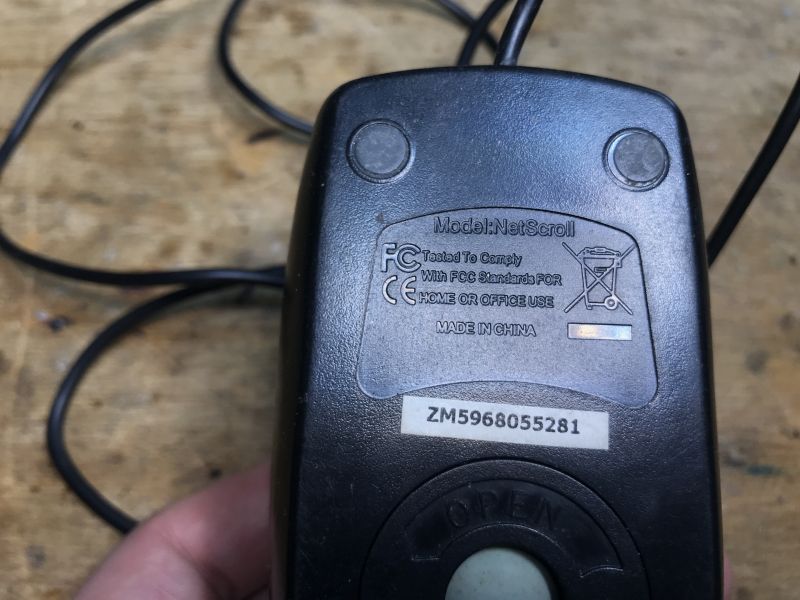 Model:NetScroll
FC Tested To Comply
With FCC Standards FOR
CE HOME OR OFFICE USE
MADE IN CHINA
ZM5968055281
OPEN